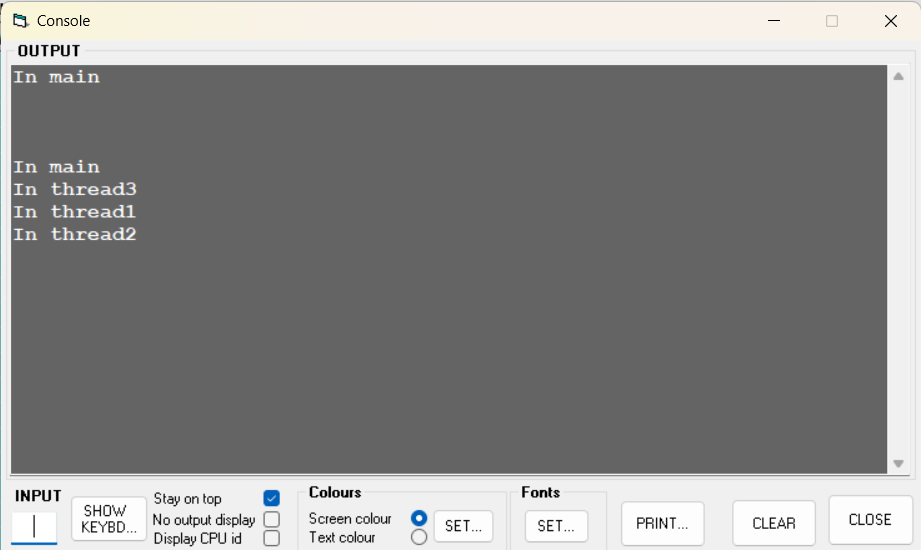 Console
OUTPUT
In main
In main
In thread3
In thread1
In thread2
INPUT
SHOW
KEYBD...
Stay on top
No output display
Display CPU id
Colours
Screen colour
Text colour
SET...
Fonts
SET...
PRINT...
CLEAR
CLOSE